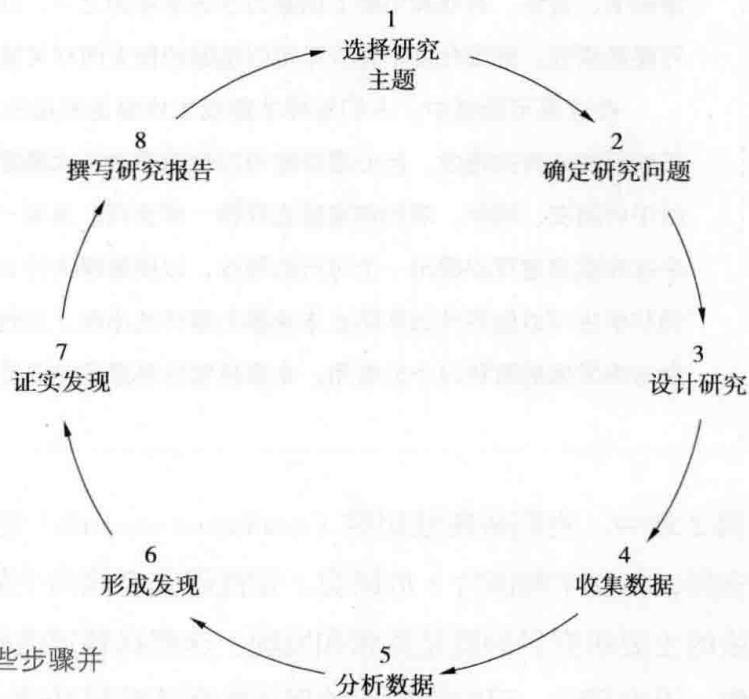 1
选择研究
主题
2
确定研究问题
3
设计研究
4
收集数据
5
分析数据
6
形成发现
7
证实发现
8
撰写研究报告
些步骤并